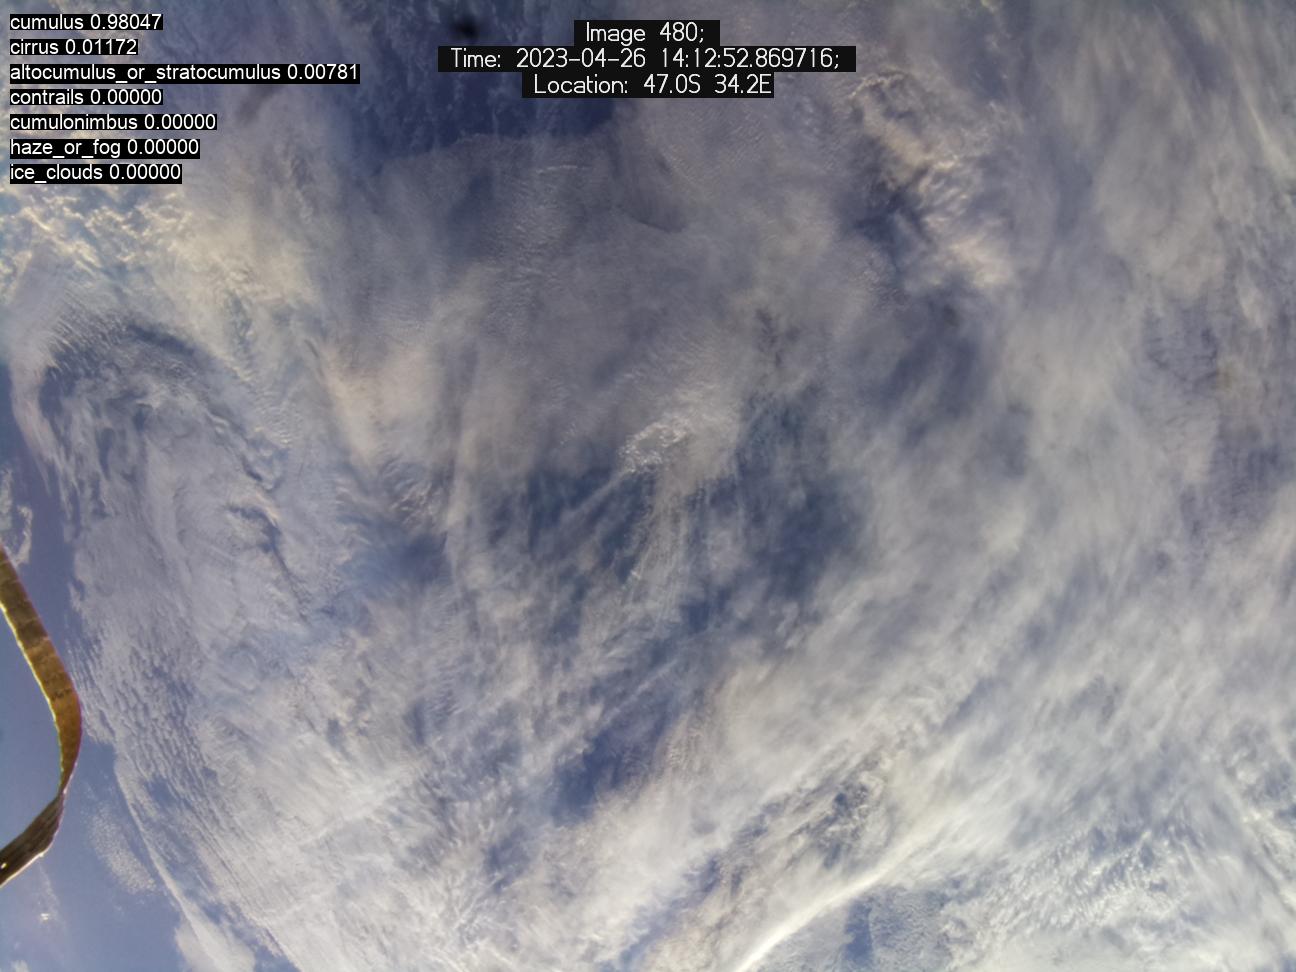 cumulus 0.98047
cirrus 0.01172
altocumulus_or_stratocumulus 0.00781
contrails 0.00000
cumulonimbus 0.00000
haze_or_fog 0.00000
ice_clouds 0.00000
Image 480;
Time: 2023-04-26 14:12:52.869716;
Location: 47.0S 34.2E